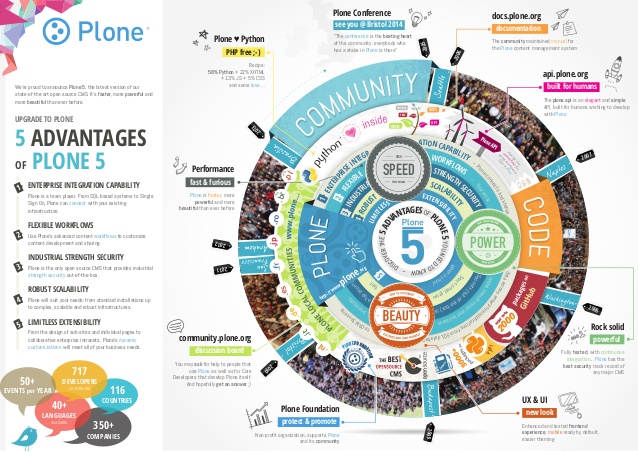 Plone
We're proud to announce Plone 5, the latest version of our
state-of-the-art open source CMS. It's faster, more powerful and
more beautiful than ever before.
UPGRADE TO PLONE
5 ADVANTAGES
OF PLONE 5
1 ENTERPRISE INTEGRATION CAPABILITY
Plone is a team player. From SQL-based systems to Single
Sign On, Plone can connect with your existing
infrastructure.
2 FLEXIBLE WORKFLOWS
Use Plone's advanced content workflows to customize
content development and sharing.
3 INDUSTRIAL STRENGTH SECURITY
Plone is the only open source CMS that provides industrial
strength security out-of-the-box.
4 ROBUST SCALABILITY
Plone will suit your needs: from standard installations up
to complex, scalable and robust infrastructures.
5 LIMITLESS EXTENSIBILITY
From the design of sub-sites and individual pages to
collaborative enterprise intranets, Plone's dynamic
customizations will meet all of your business needs.
50+
EVENTS per YEAR
717
DEVELOPERS
116
COUNTRIES
40+
LANGUAGES
350+
COMPANIES
Plone ♥ Python
PHP free ;-)
Recipe:
58% Python + 22% XHTML
+ 13% JS + 5% CSS
and some love...
Plone Conference
see you @ Bristol 2014
"The conference is the beating heart
of the community: everybody who
has a stake in Plone is there"
docs.plone.org
documentation
The community maintained manual for
the Plone content management system
api.plone.org
built for humans
The plone.api is an elegant and simple
API, built for humans wanting to develop
with Plone
Performance
fast & furious
Plone is faster, more
powerful and more
beautiful than ever before
community.plone.org
discussion board
You may ask for help to people that
use Plone as well as for Core
Developers that develop Plone itself.
And hopefully get an answer ;)
Plone Foundation
protect & promote
Non-profit organization, supports Plone
and its community
UX & UI
new look
Enhanced and tested frontend
experience, mobile-ready by default,
easier theming
Rock solid
powerful
Fully tested, with continuous
integration. Plone has the
best security track record of
any major CMS
COMMUNITY
CODE
PLONE
python inside
Seattle
Naples
Washington
Budapest
Brasilia
2012
2011
2007
SPEED
POWER
BEAUTY
DISCOVER THE 5 ADVANTAGES OF PLONE 5 YOU NEED TO KNOW
Plone
5
ENTERPRISE INTEGRATION CAPABILITY
FLEXIBLE WORKFLOWS
INDUSTRIAL STRENGTH SECURITY
ROBUST SCALABILITY
LIMITLESS EXTENSIBILITY
PLONE LOCAL COMMUNITIES
Plone API
2000 packages on GitHub
THE BEST
OPENSOURCE
CMS